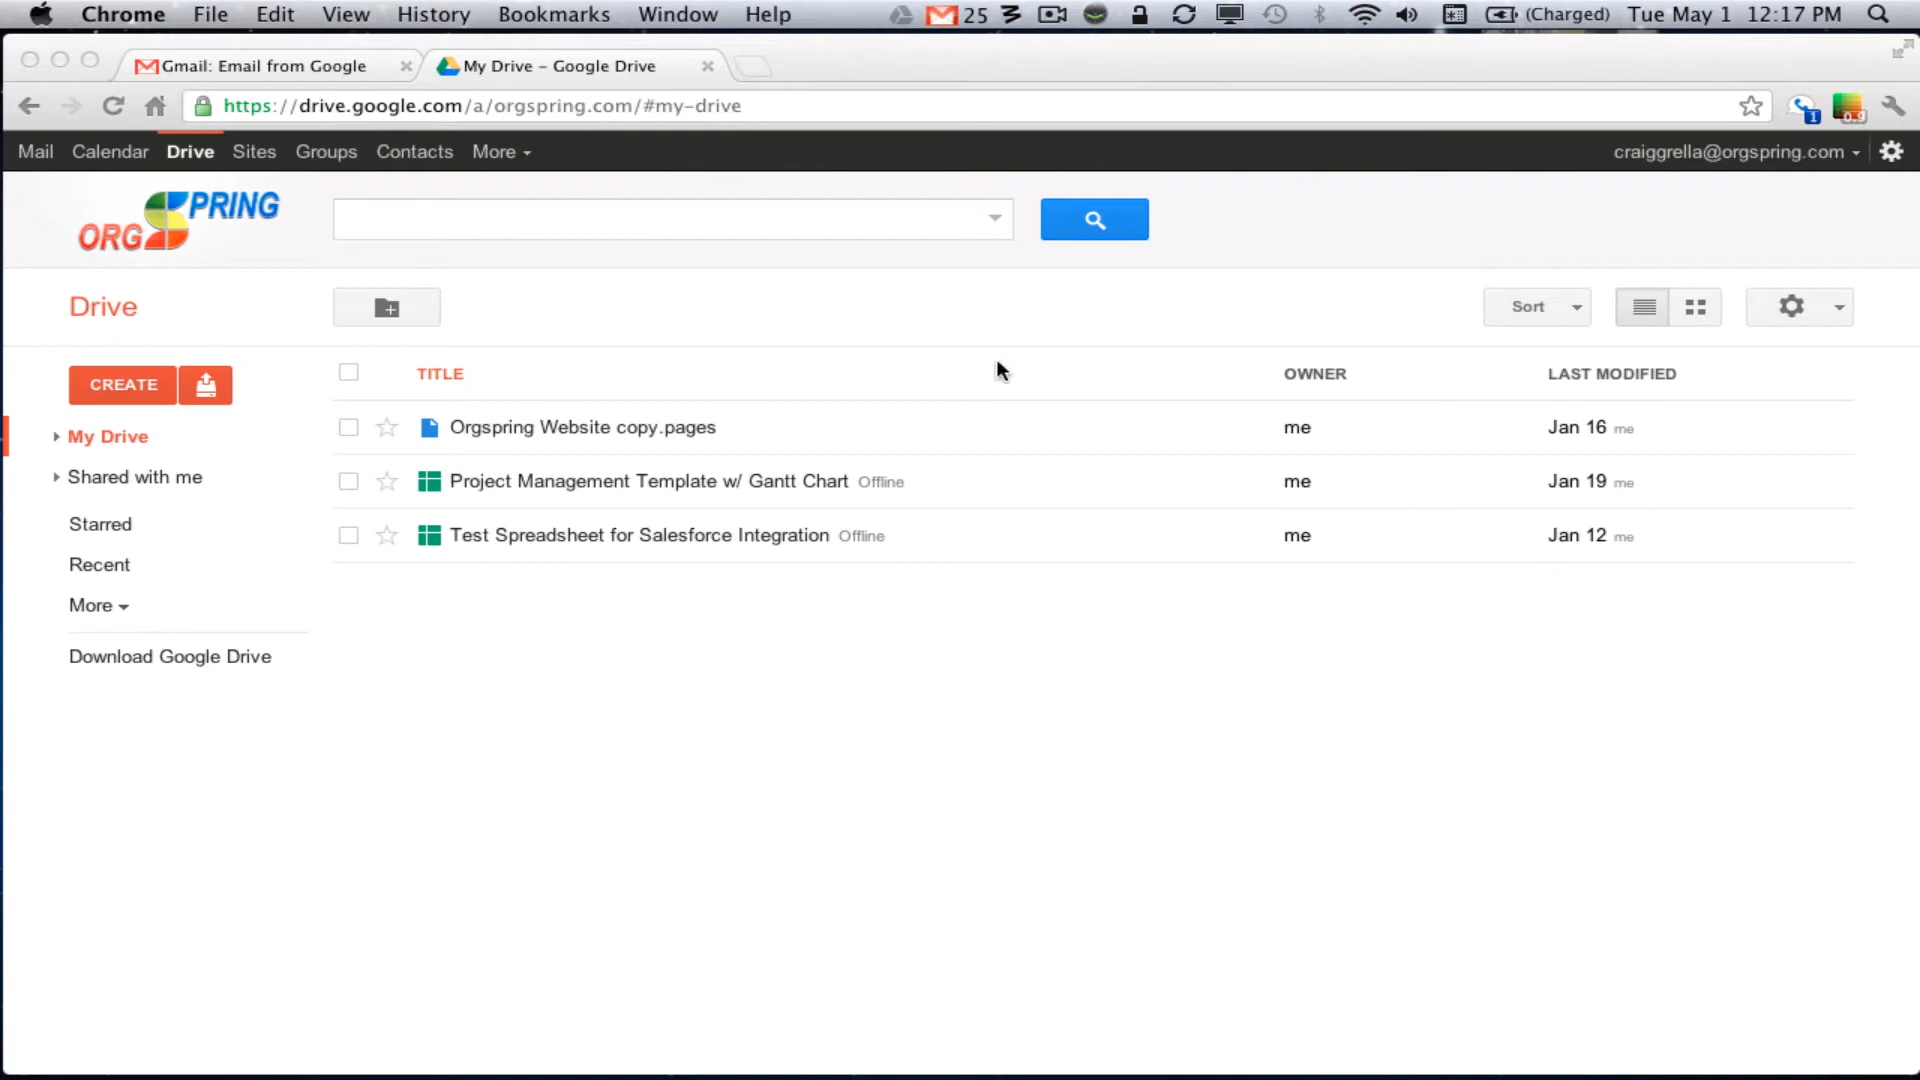 Chrome File Edit View History Bookmarks Window Help 25 (Charged) Tue May 1 12:17 PM
Gmail: Email from Google My Drive – Google Drive
https://drive.google.com/a/orgspring.com/#my-drive 1 0.9
Mail Calendar Drive Sites Groups Contacts More craiggrella@orgspring.com
ORGSPRING
Drive Sort
CREATE TITLE OWNER LAST MODIFIED
Orgspring Website copy.pages me Jan 16 me
My Drive
Shared with me Project Management Template w/ Gantt Chart Offline me Jan 19 me
Starred Test Spreadsheet for Salesforce Integration Offline me Jan 12 me
Recent
More
Download Google Drive